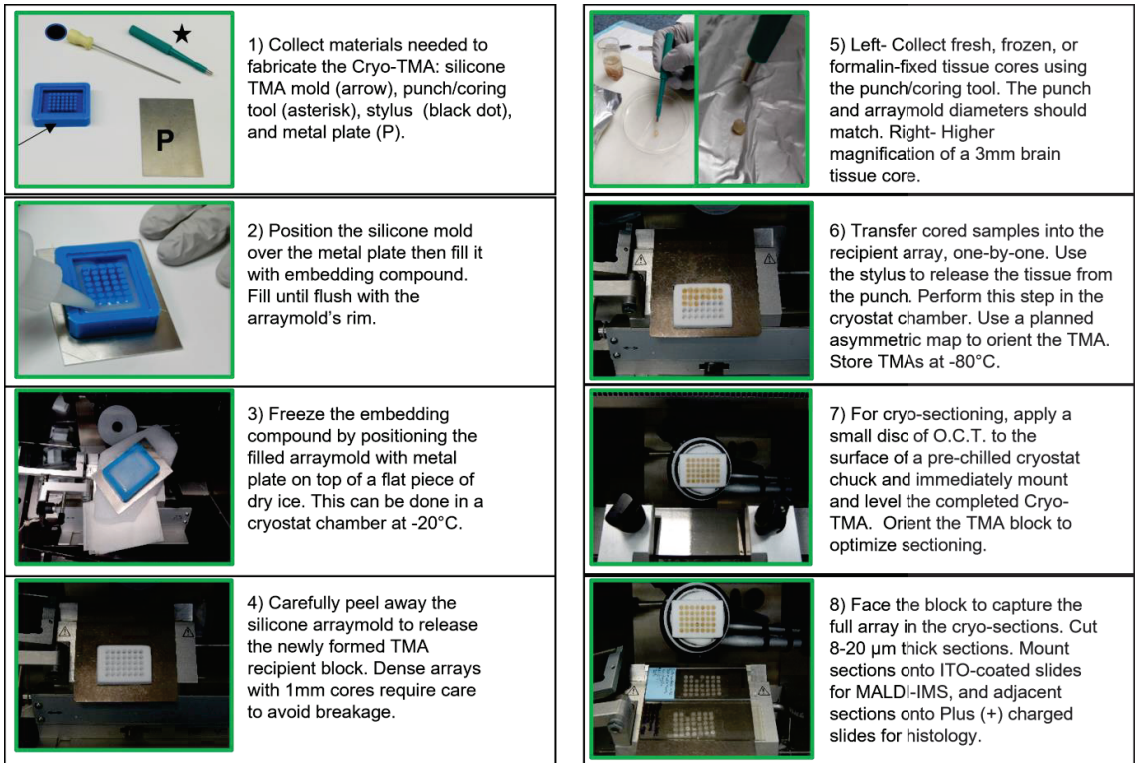 P
1) Collect materials needed to
fabricate the Cryo-TMA: silicone
TMA mold (arrow), punch/coring
tool (asterisk), stylus  (black dot),
and metal plate (P).
2) Position the silicone mold
over the metal plate then fill it
with embedding compound.
Fill until flush with the
arraymold’s rim.
3) Freeze the embedding
compound by positioning the
filled arraymold with metal
plate on top of a flat piece of
dry ice. This can be done in a
cryostat chamber at -20°C.
4) Carefully peel away the
silicone arraymold to release
the newly formed TMA
recipient block. Dense arrays
with 1mm cores require care
to avoid breakage.
5) Left- Collect fresh, frozen, or
formalin-fixed tissue cores using
the punch/coring tool. The punch
and arraymold diameters should
match. Right- Higher
magnification of a 3mm brain
tissue core.
6) Transfer cored samples into the
recipient array, one-by-one. Use
the stylus to release the tissue from
the punch. Perform this step in the
cryostat chamber. Use a planned
asymmetric map to orient the TMA.
Store TMAs at -80°C.
7) For cryo-sectioning, apply a
small disc of O.C.T. to the
surface of a pre-chilled cryostat
chuck and immediately mount
and level the completed Cryo-
TMA.  Orient the TMA block to
optimize sectioning.
8) Face the block to capture the
full array in the cryo-sections. Cut
8-20 µm thick sections. Mount
sections onto ITO-coated slides
for MALDI-IMS, and adjacent
sections onto Plus (+) charged
slides for histology.